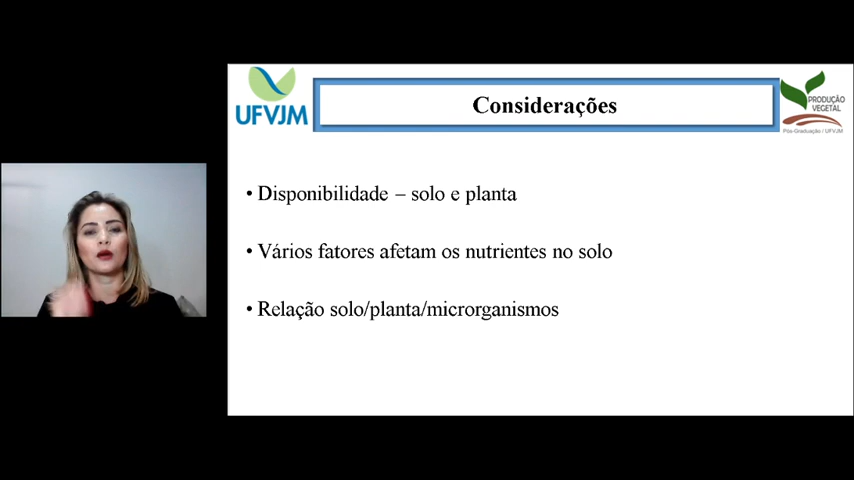 UFVJM
Considerações
PRODUÇÃO
VEGETAL
Pós-Graduação / UFVJM
• Disponibilidade – solo e planta
• Vários fatores afetam os nutrientes no solo
• Relação solo/planta/microrganismos